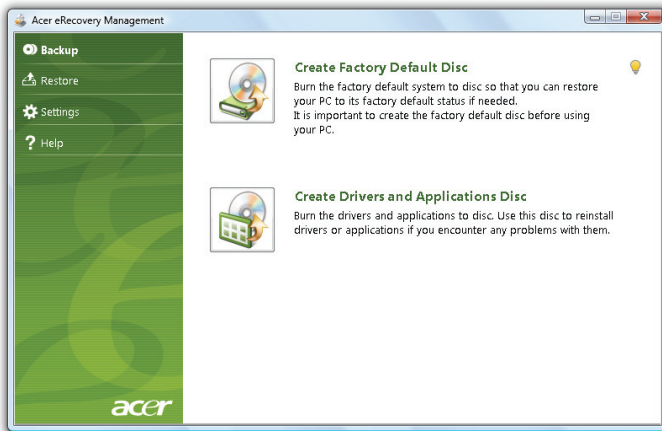 Acer eRecovery Management
Backup
Restore
Settings
Help
Create Factory Default Disc
Burn the factory default system to disc so that you can restore
your PC to its factory default status if needed.
It is important to create the factory default disc before using
your PC.
Create Drivers and Applications Disc
Burn the drivers and applications to disc. Use this disc to reinstall
drivers or applications if you encounter any problems with them.
acer